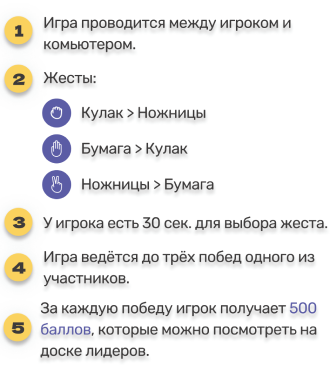 1 Игра проводится между игроком и
комьютером.
2 Жесты:
Кулак > Ножницы
Бумага > Кулак
Ножницы > Бумага
3 У игрока есть 30 сек. для выбора жеста.
4 Игра ведётся до трёх побед одного из
участников.
5 За каждую победу игрок получает 500
баллов, которые можно посмотреть на
доске лидеров.